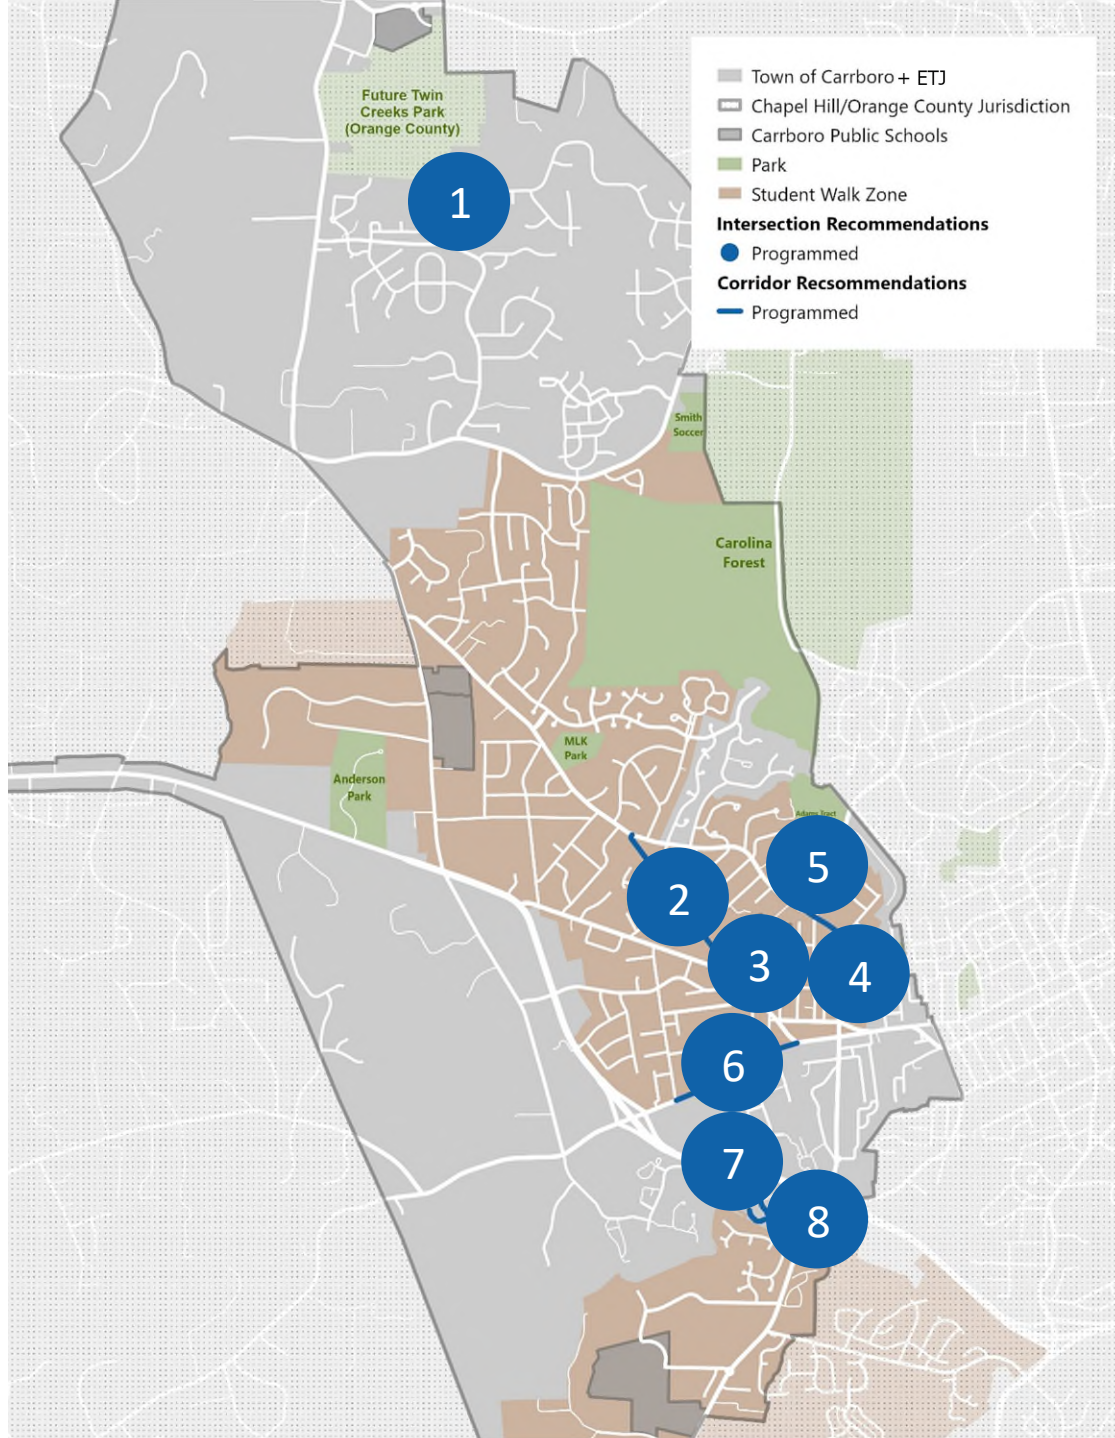 Future Twin
Creeks Park
(Orange County)
Town of Carrboro + ETJ
Chapel Hill/Orange County Jurisdiction
Carrboro Public Schools
Park
Student Walk Zone
Intersection Recommendations
Programmed
Corridor Recsommendations
Programmed
1
Smith
Soccer
Carolina
Forest
MLK
Park
Anderson
Park
Adams Tract
5
2
3
4
6
7
8